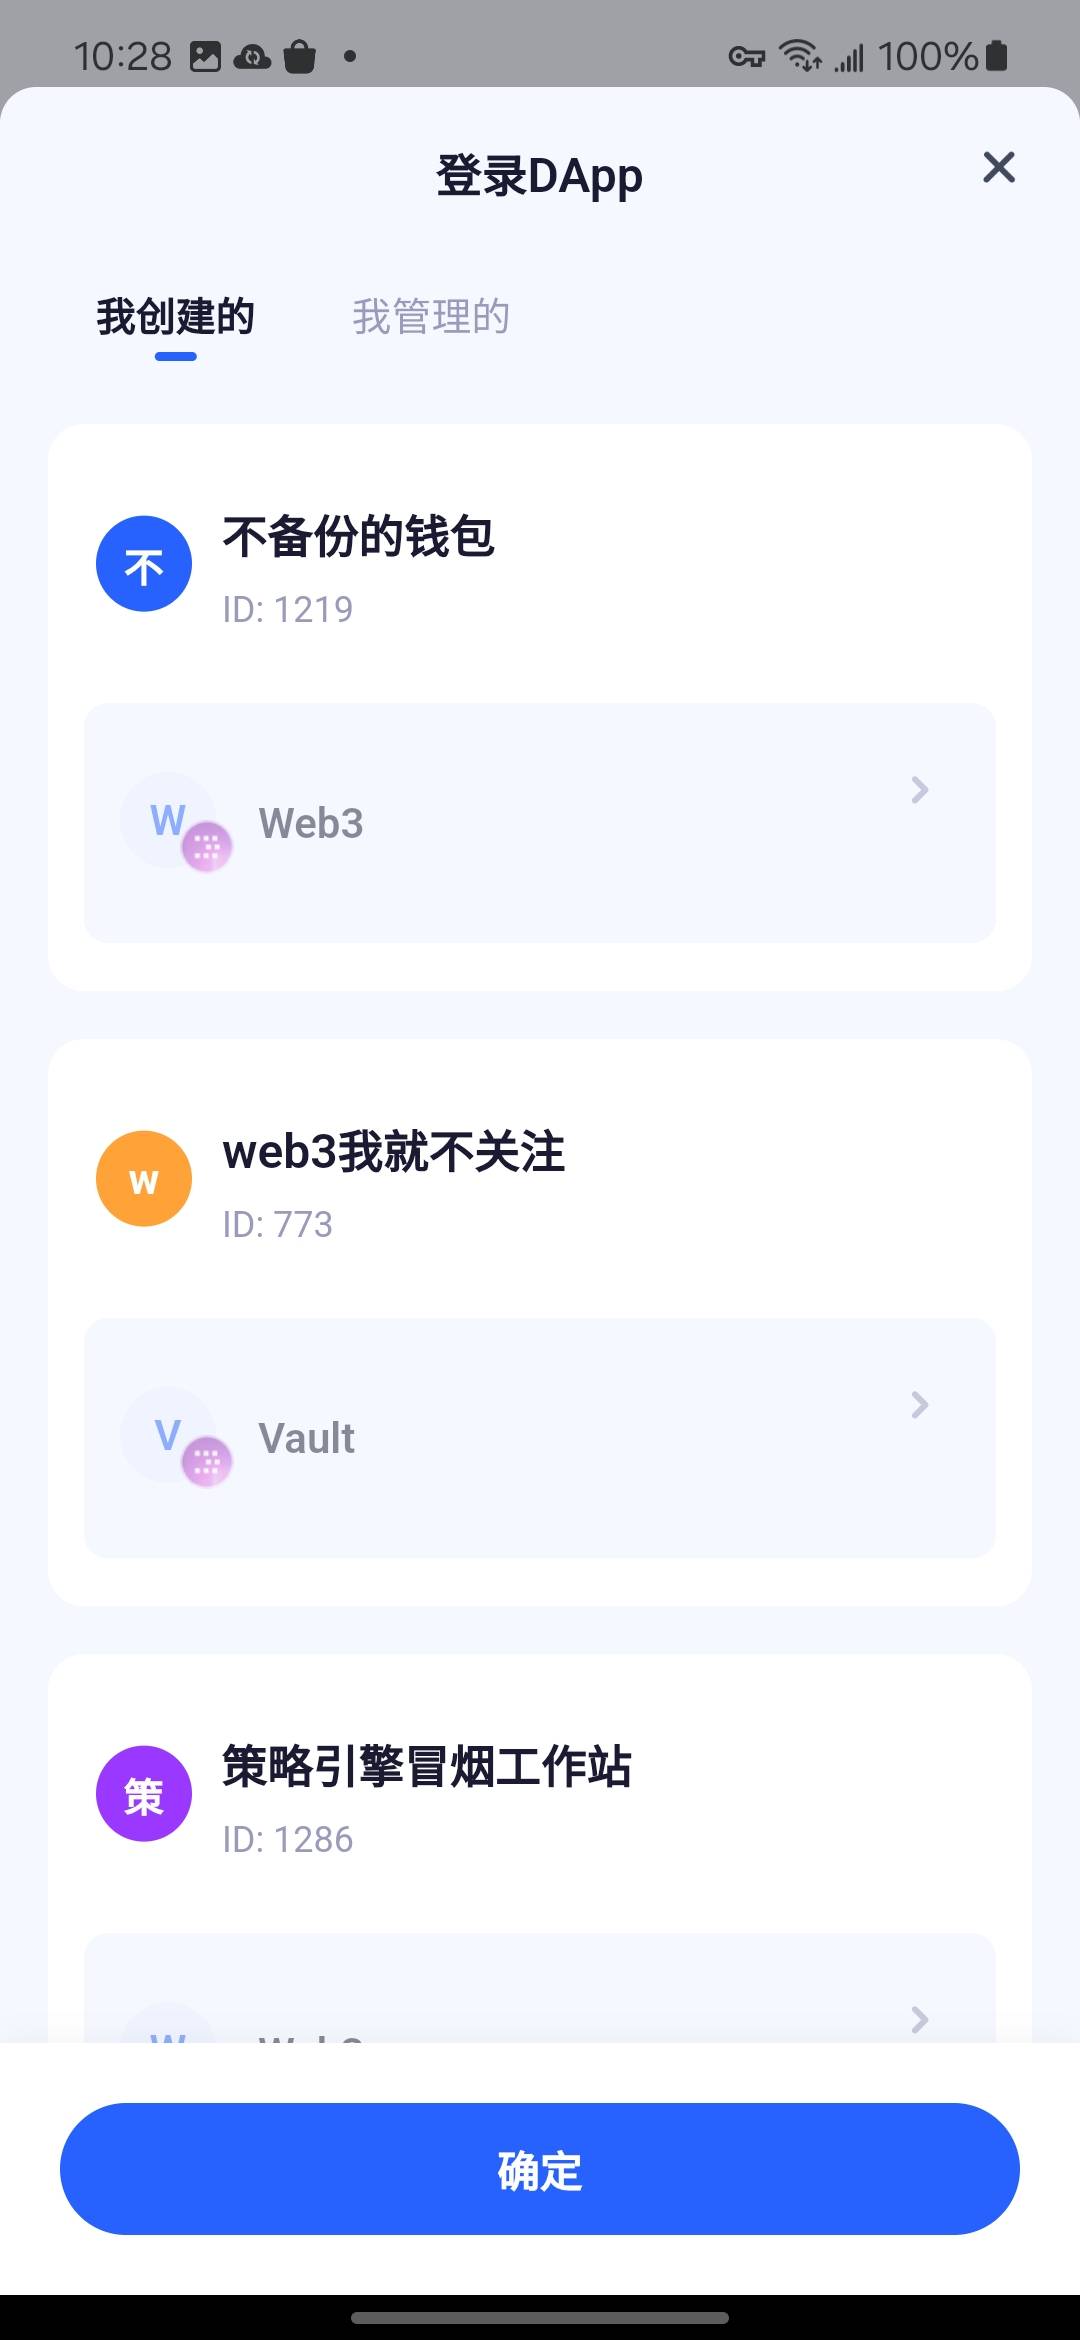 10:28
100%
登录DApp
我创建的 我管理的
不
不备份的钱包
ID: 1219
W
Web3
w
web3我就不关注
ID: 773
V
Vault
策
策略引擎冒烟工作站
ID: 1286
确定